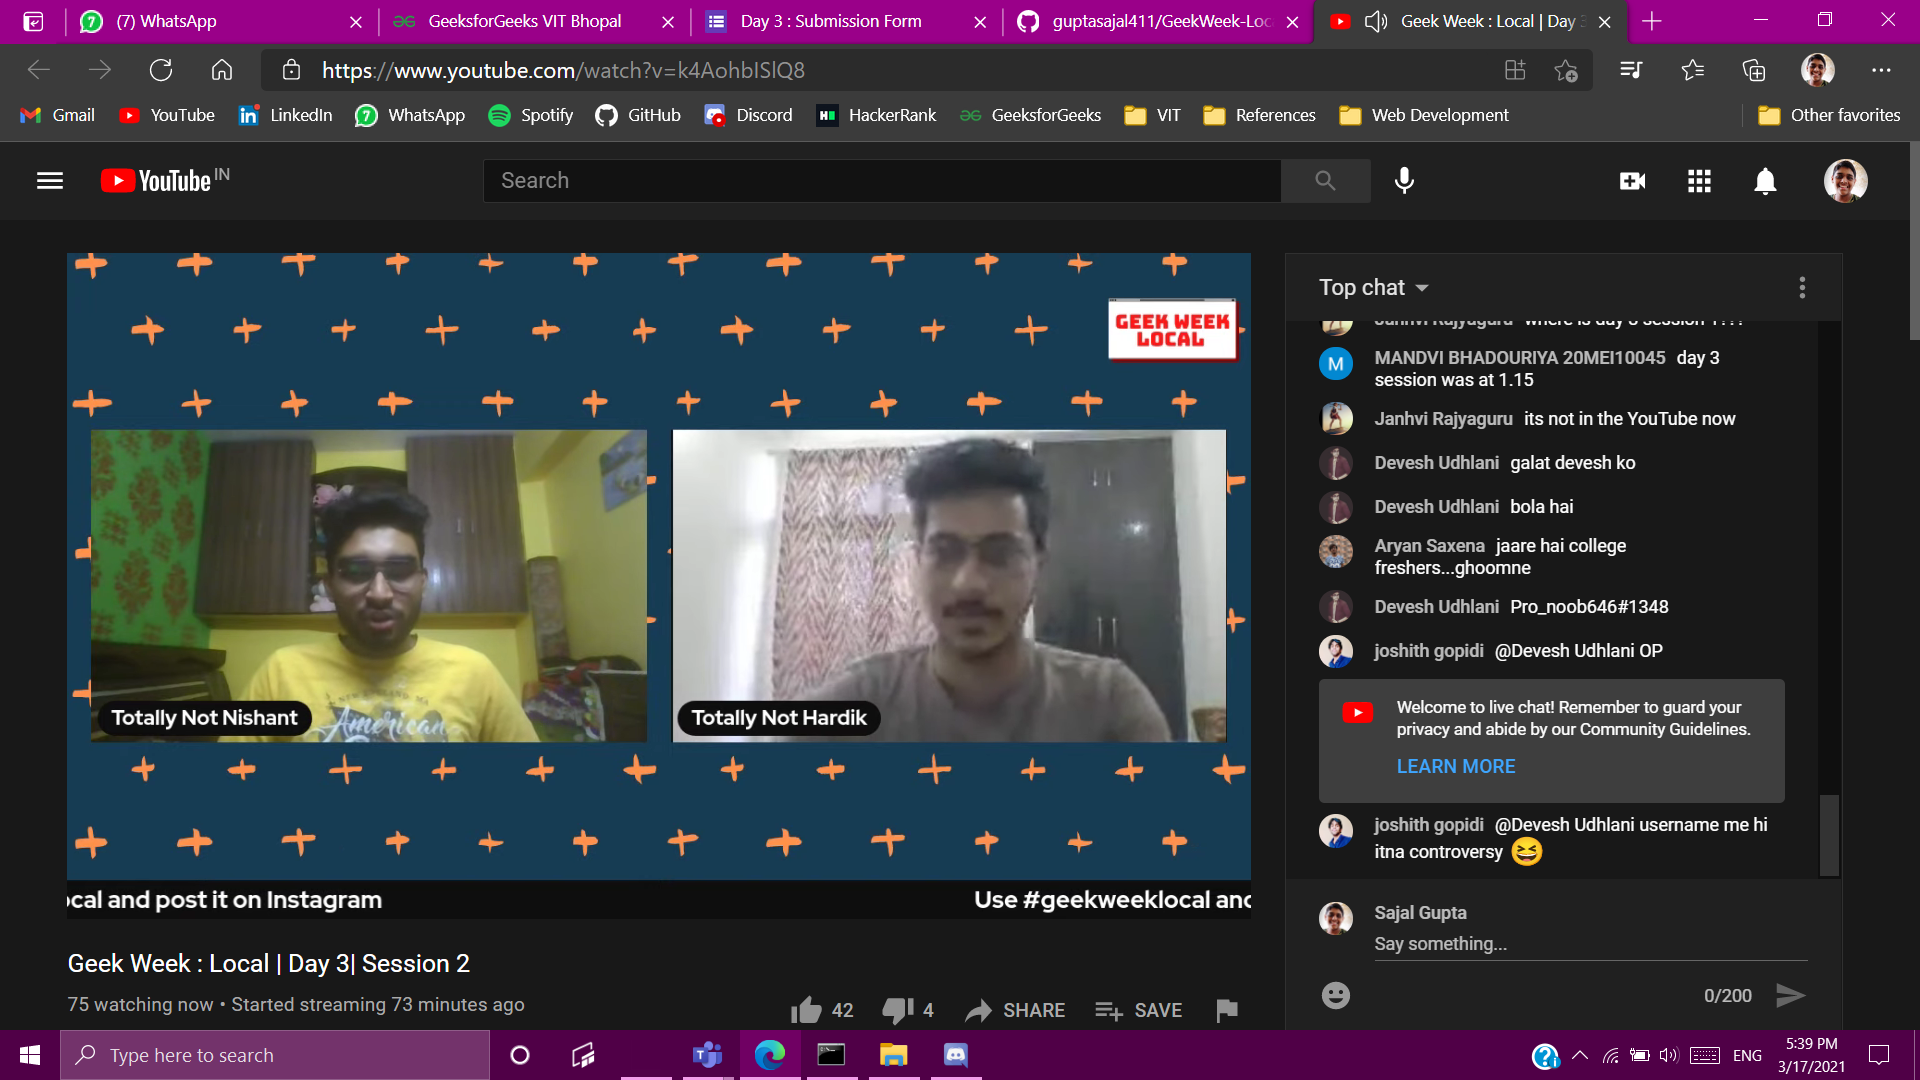 (7) WhatsApp
GeeksforGeeks VIT Bhopal
Day 3 : Submission Form
guptasajal411/GeekWeek-Loc
Geek Week : Local | Day 3
https://www.youtube.com/watch?v=k4AohbISlQ8
Gmail
YouTube
LinkedIn
WhatsApp
Spotify
GitHub
Discord
HackerRank
GeeksforGeeks
VIT
References
Web Development
Other favorites
YouTube IN
Search
GEEK WEEK
LOCAL
Totally Not Nishant
Totally Not Hardik
American
ocal and post it on Instagram
Use #geekweeklocal and
Geek Week : Local | Day 3| Session 2
75 watching now • Started streaming 73 minutes ago
42
4
SHARE
SAVE
Top chat
Janhvi Rajyaguru where is day 3 session 1???
MANDVI BHADOURIYA 20MEI10045 day 3
session was at 1.15
Janhvi Rajyaguru its not in the YouTube now
Devesh Udhlani galat devesh ko
Devesh Udhlani bola hai
Aryan Saxena jaare hai college
freshers...ghoomne
Devesh Udhlani Pro_noob646#1348
joshith gopidi @Devesh Udhlani OP
Welcome to live chat! Remember to guard your
privacy and abide by our Community Guidelines.
LEARN MORE
joshith gopidi @Devesh Udhlani username me hi
itna controversy 😆
Sajal Gupta
Say something...
0/200
Type here to search
ENG
5:39 PM
3/17/2021